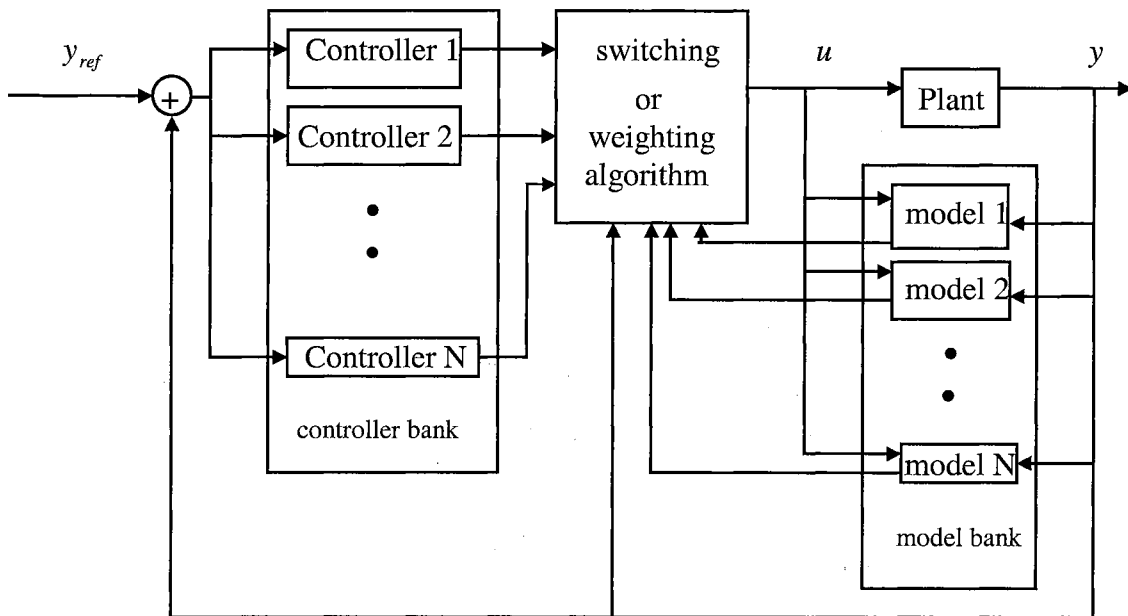 y_ref
+
Controller 1
Controller 2
Controller N
controller bank
switching
or
weighting
algorithm
u
Plant
y
model 1
model 2
model N
model bank